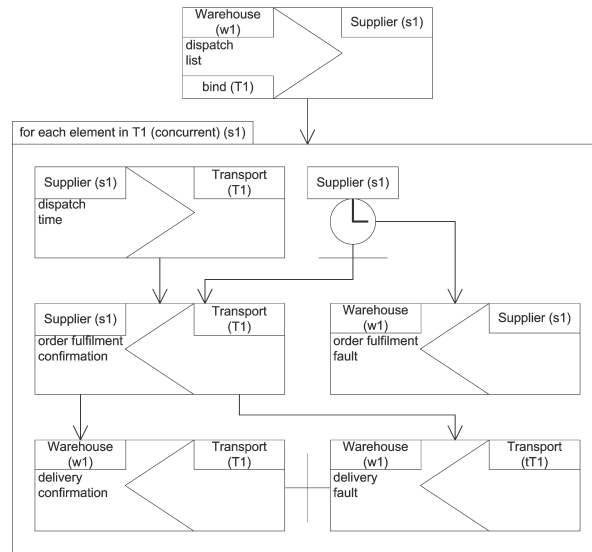 Warehouse
(w1)
Supplier (s1)
dispatch
list
bind (T1)
for each element in T1 (concurrent) (s1)
Supplier (s1)
Transport
(T1)
dispatch
time
Supplier (s1)
Supplier (s1)
Transport
(T1)
order fulfilment
confirmation
Warehouse
(w1)
Supplier (s1)
order fulfilment
fault
Warehouse
(w1)
Transport
(T1)
delivery
confirmation
Warehouse
(w1)
Transport
(tT1)
delivery
fault